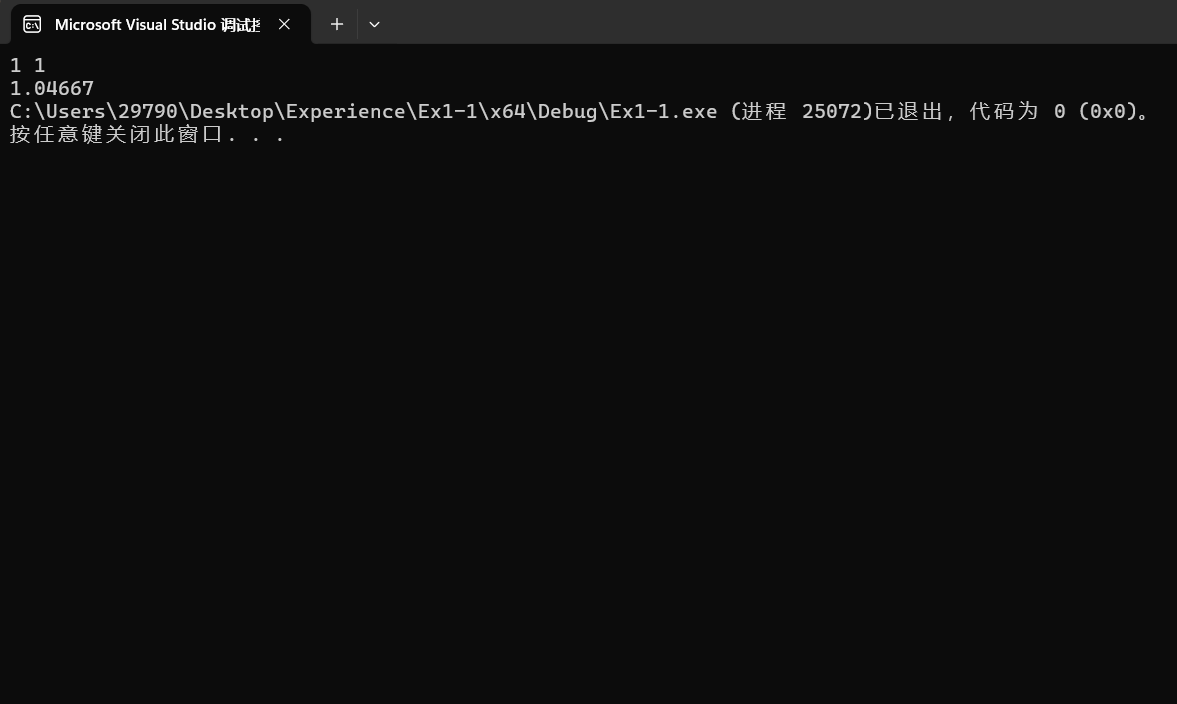 Microsoft Visual Studio 调试
1 1
1.04667
C:\Users\29790\Desktop\Experience\Ex1-1\x64\Debug\Ex1-1.exe (进程 25072)已退出，代码为 0 (0x0)。
按任意键关闭此窗口. . .